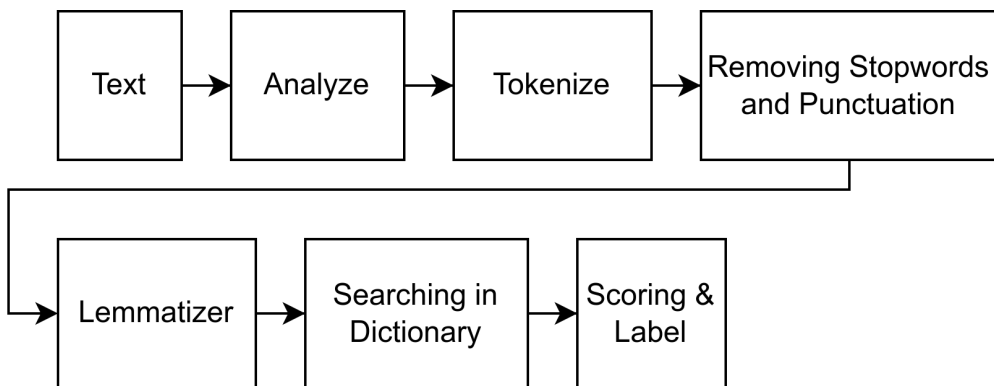 Text
Analyze
Tokenize
Removing Stopwords
and Punctuation
Lemmatizer
Searching in
Dictionary
Scoring &
Label